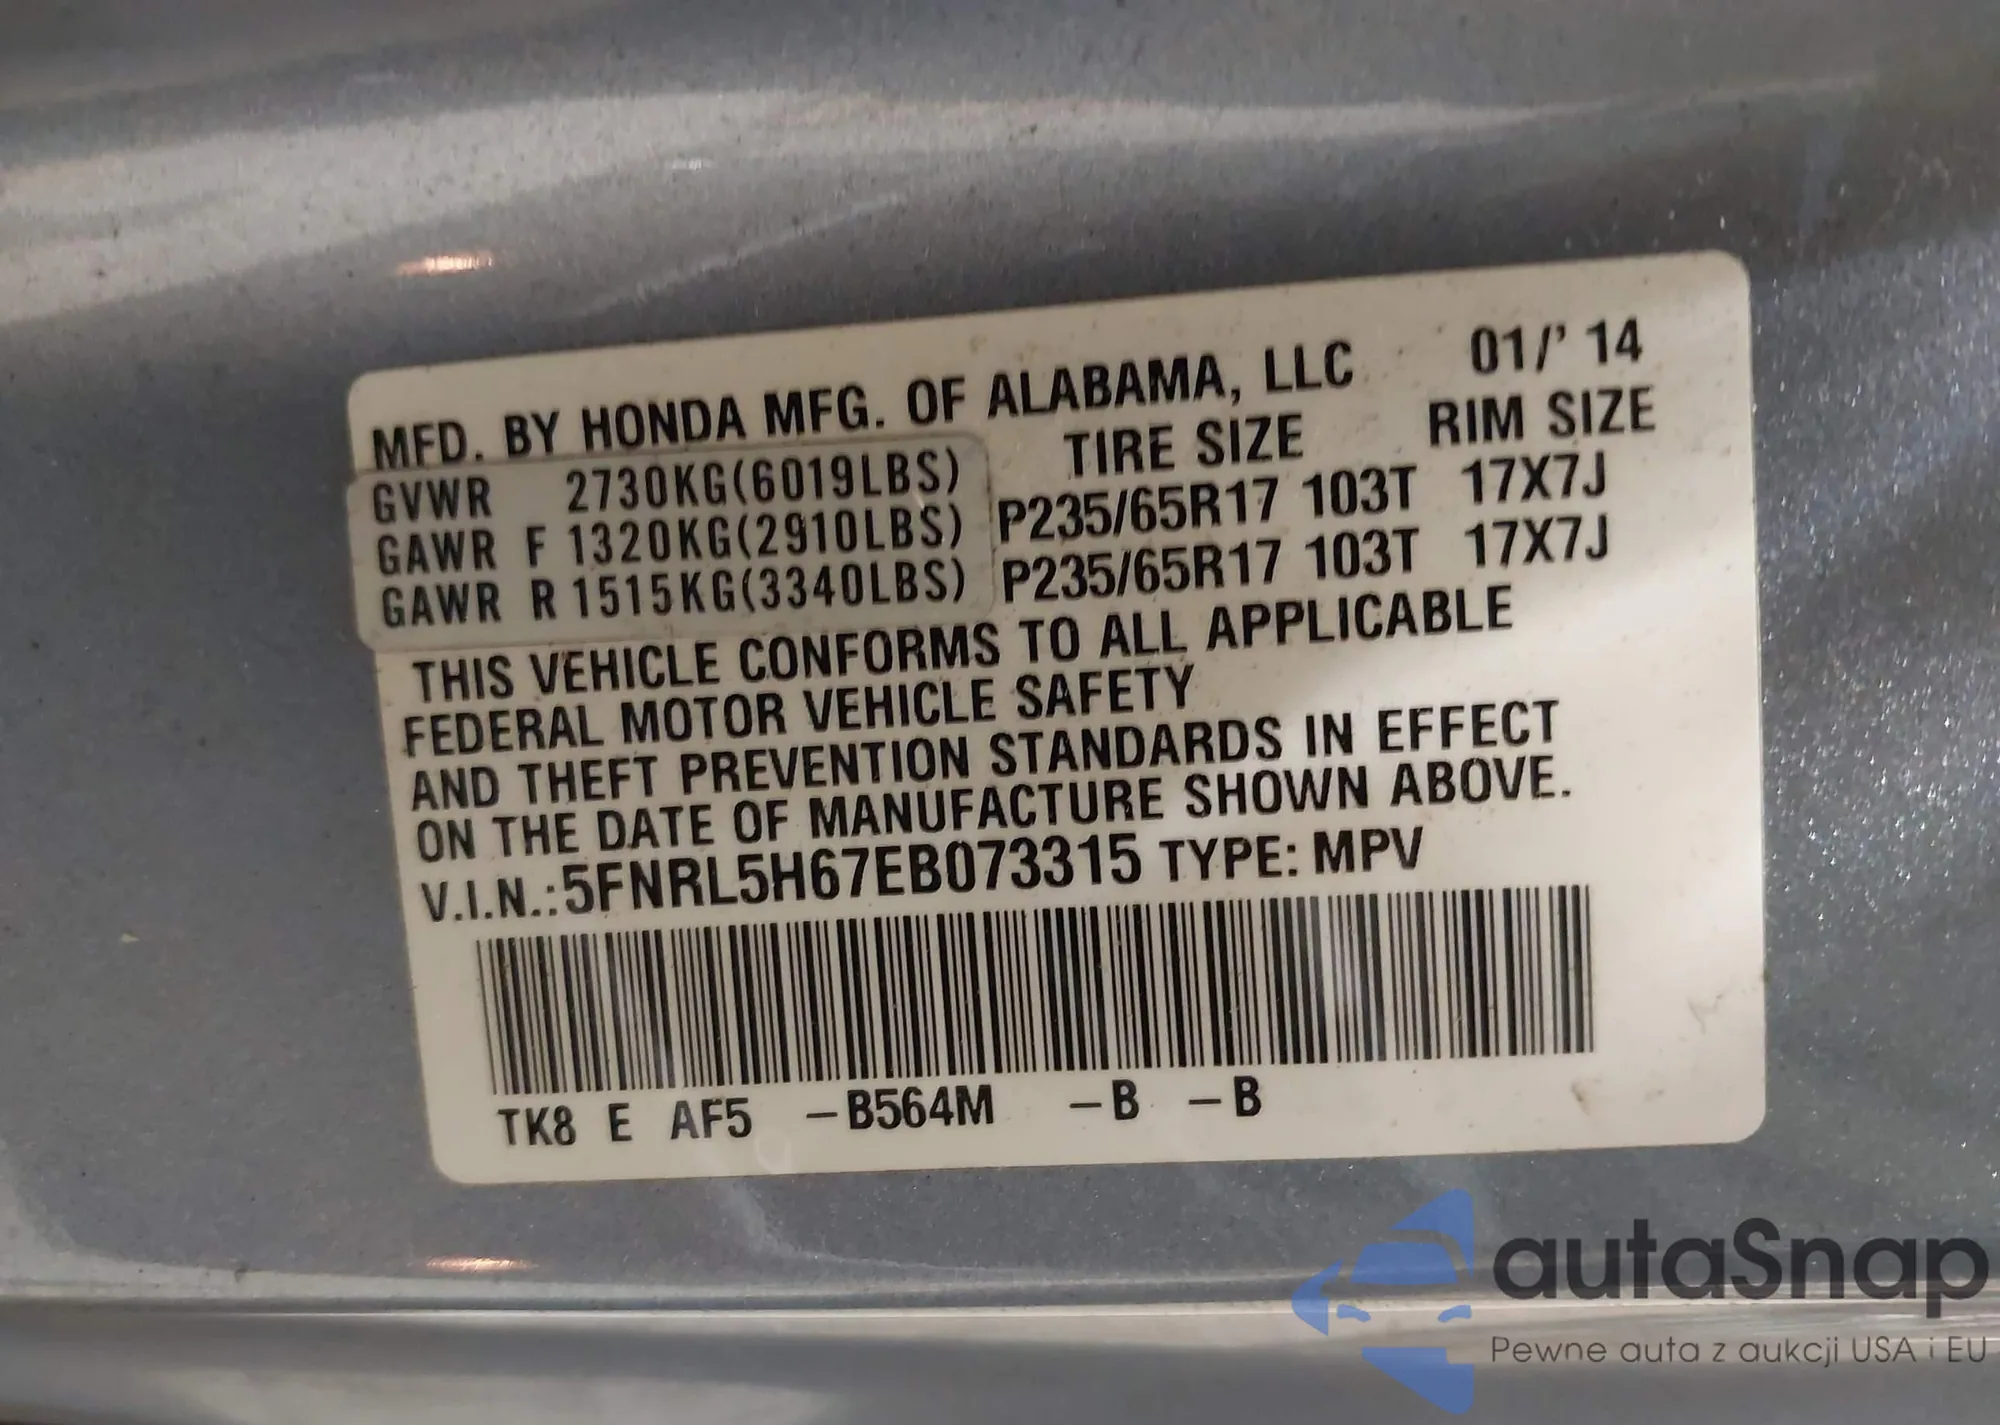 MFD. BY HONDA MFG. OF ALABAMA, LLC 01/' 14
TIRE SIZE RIM SIZE
GVWR 2730KG(6019LBS)
GAWR F 1320KG(2910LBS) P235/65R17 103T 17X7J
GAWR R 1515KG(3340LBS) P235/65R17 103T 17X7J
THIS VEHICLE CONFORMS TO ALL APPLICABLE
FEDERAL MOTOR VEHICLE SAFETY
AND THEFT PREVENTION STANDARDS IN EFFECT
ON THE DATE OF MANUFACTURE SHOWN ABOVE.
V.I.N.:5FNRL5H67EB073315 TYPE: MPV
TK8 E AF5 –B564M –B –B
autaSnap
Pewne auta z aukcji USA i EU